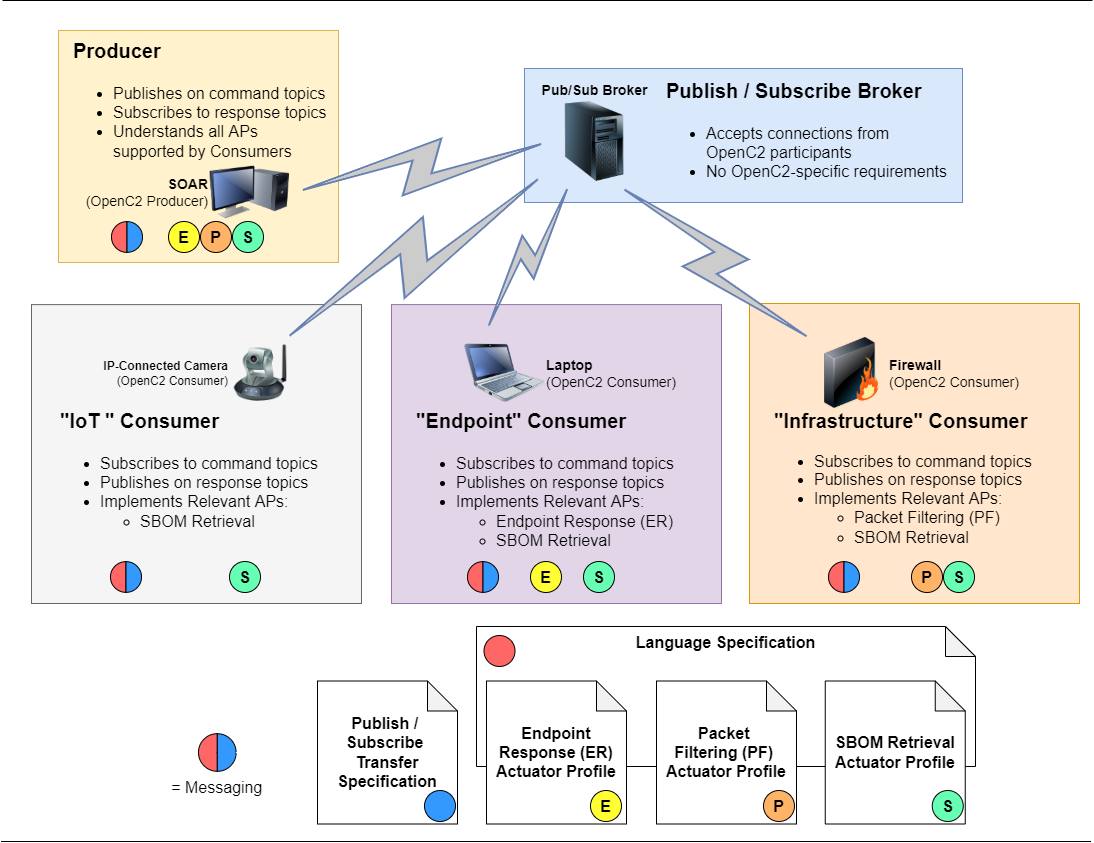 Producer
Publishes on command topics
Subscribes to response topics
Understands all APs
supported by Consumers
SOAR
(OpenC2 Producer)
E P S
Pub/Sub Broker
Publish / Subscribe Broker
Accepts connections from
OpenC2 participants
No OpenC2-specific requirements
IP-Connected Camera
(OpenC2 Consumer)
"IoT " Consumer
Subscribes to command topics
Publishes on response topics
Implements Relevant APs:
SBOM Retrieval
S
Laptop
(OpenC2 Consumer)
"Endpoint" Consumer
Subscribes to command topics
Publishes on response topics
Implements Relevant APs:
Endpoint Response (ER)
SBOM Retrieval
E S
Firewall
(OpenC2 Consumer)
"Infrastructure" Consumer
Subscribes to command topics
Publishes on response topics
Implements Relevant APs:
Packet Filtering (PF)
SBOM Retrieval
P S
= Messaging
Publish /
Subscribe
Transfer
Specification
Language Specification
Endpoint
Response (ER)
Actuator Profile
E
Packet
Filtering (PF)
Actuator Profile
P
SBOM Retrieval
Actuator Profile
S